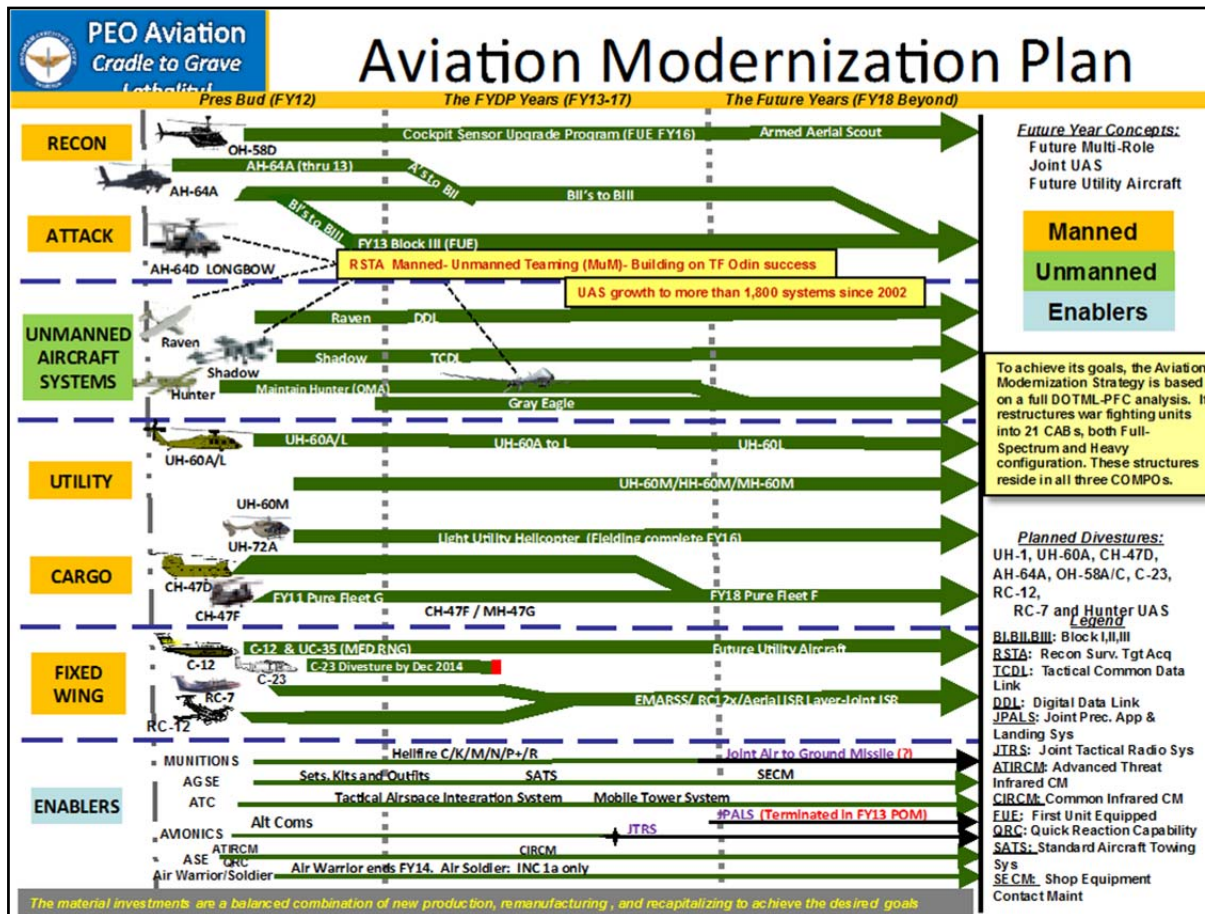 PEO Aviation
Cradle to Grave
Lethality!
Aviation Modernization Plan
Pres Bud (FY12)
The FYDP Years (FY13-17)
The Future Years (FY18 Beyond)
RECON
OH-58D
Cockpit Sensor Upgrade Program (FUE FY16)
Armed Aerial Scout
AH-64A (thru 13)
A's to BII
AH-64A
BII's to BIII
BI's to BIII
ATTACK
FY13 Block III (FUE)
AH-64D LONGBOW
RSTA Manned- Unmanned Teaming (MuM)- Building on TF Odin success
UAS growth to more than 1,800 systems since 2002
UNMANNED
AIRCRAFT
SYSTEMS
Raven
Raven
DDL
Shadow
Shadow
TCDL
Hunter
Maintain Hunter (OMA)
Gray Eagle
UTILITY
UH-60A/L
UH-60A/L
UH-60A to L
UH-60L
UH-60M/HH-60M/MH-60M
UH-60M
UH-72A
Light Utility Helicopter (Fielding complete FY16)
CARGO
CH-47D
CH-47F
FY11 Pure Fleet G
CH-47F / MH-47G
FY18 Pure Fleet F
FIXED
WING
C-12
C-12 & UC-35 (MED RNG)
Future Utility Aircraft
C-23
C-23 Divesture by Dec 2014
RC-7
RC-12
EMARSS/ RC12x/Aerial ISR Layer-Joint ISR
ENABLERS
MUNITIONS
Hellfire C/K/M/N/P+/R
Joint Air to Ground Missile (?)
AGSE
Sets, Kits and Outfits
SATS
SECM
ATC
Tactical Airspace Integration System
Mobile Tower System
Alt Coms
JPALS (Terminated in FY13 POM)
AVIONICS
JTRS
ATIRCM
CIRCM
ASE
QRC
Air Warrior/Soldier
Air Warrior ends FY14. Air Soldier: INC 1a only
The material investments are a balanced combination of new production, remanufacturing , and recapitalizing to achieve the desired goals
Future Year Concepts:
Future Multi-Role
Joint UAS
Future Utility Aircraft
Manned
Unmanned
Enablers
To achieve its goals, the Aviation
Modernization Strategy is based
on a full DOTML-PFC analysis. It
restructures war fighting units
into 21 CABs, both Full-
Spectrum and Heavy
configuration. These structures
reside in all three COMPOs.
Planned Divestures:
UH-1, UH-60A, CH-47D,
AH-64A, OH-58A/C, C-23,
RC-12,
RC-7 and Hunter UAS
Legend
BI,BII,BIII: Block I,II,III
RSTA: Recon Surv. Tgt Acq
TCDL: Tactical Common Data
Link
DDL: Digital Data Link
JPALS: Joint Prec. App &
Landing Sys
JTRS: Joint Tactical Radio Sys
ATIRCM: Advanced Threat
Infrared CM
CIRCM: Common Infrared CM
FUE: First Unit Equipped
QRC: Quick Reaction Capability
SATS: Standard Aircraft Towing
Sys
SECM: Shop Equipment
Contact Maint